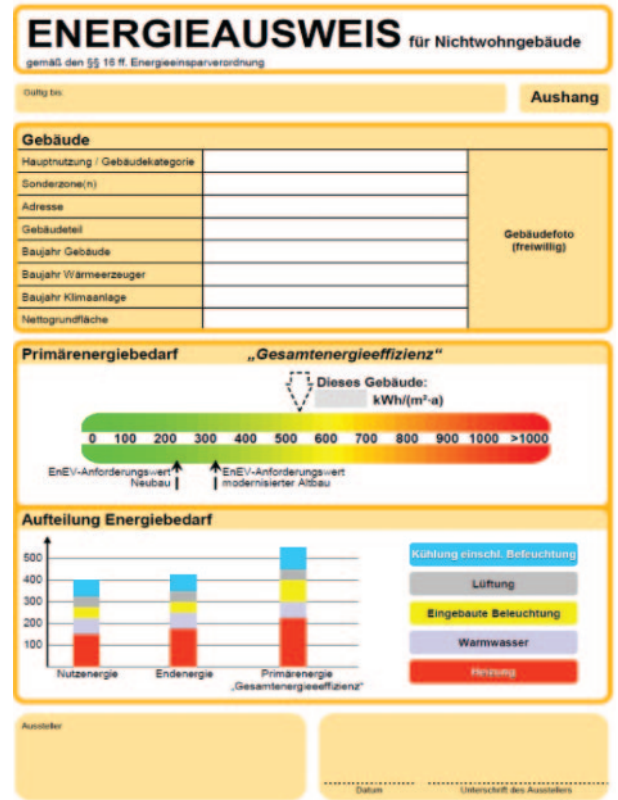 ENERGIEAUSWEIS für Nichtwohngebäude
gemäß den §§ 16 ff. Energieeinsparverordnung
Gültig bis:
Aushang
Gebäude
Hauptnutzung / Gebäudekategorie
Sonderzone(n)
Adresse
Gebäudeteil
Baujahr Gebäude
Baujahr Wärmeerzeuger
Baujahr Klimaanlage
Nettogrundfläche
Gebäudefoto
(freiwillig)
Primärenergiebedarf „Gesamtenergieeffizienz“
Dieses Gebäude:
kWh/(m²·a)
0 100 200 300 400 500 600 700 800 900 1000 >1000
EnEV-Anforderungswert
Neubau
EnEV-Anforderungswert
modernisierter Altbau
Aufteilung Energiebedarf
500
400
300
200
100
Nutzenergie
Endenergie
Primärenergie
„Gesamtenergieeeffizienz“
Kühlung einschl. Befeuchtung
Lüftung
Eingebaute Beleuchtung
Warmwasser
Heizung
Aussteller
Datum
Unterschrift des Ausstellers